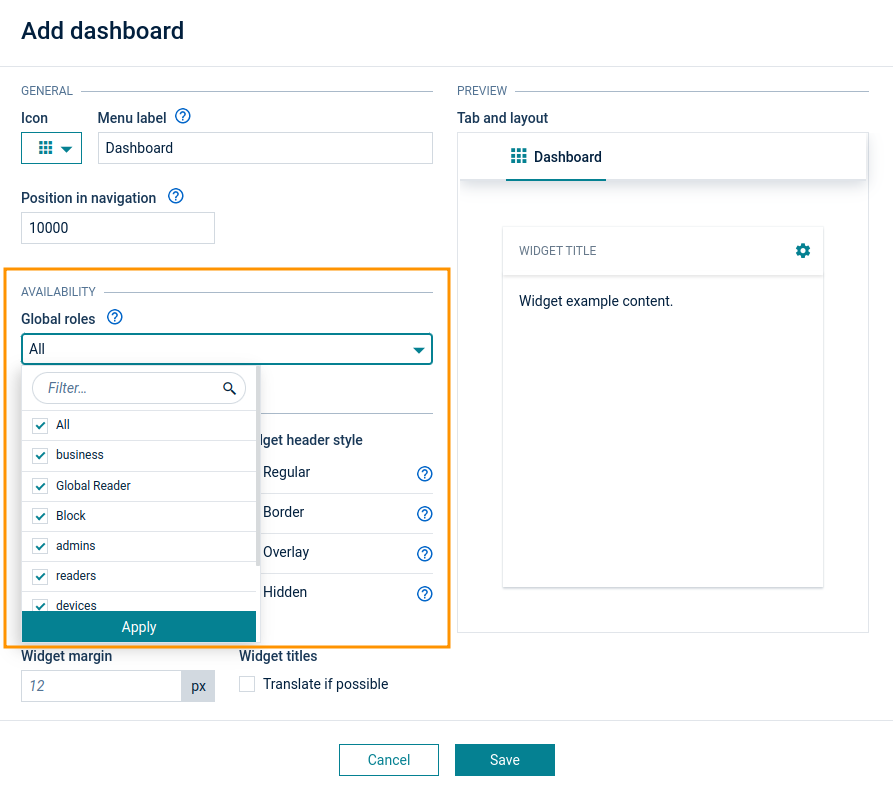 Add dashboard
GENERAL
Icon
Menu label
Dashboard
Position in navigation
10000
AVAILABILITY
Global roles
All
Filter...
All
business
Global Reader
Block
admins
readers
devices
Apply
dget header style
Regular
Border
Overlay
Hidden
Widget margin
12
px
Widget titles
Translate if possible
PREVIEW
Tab and layout
Dashboard
WIDGET TITLE
Widget example content.
Cancel
Save